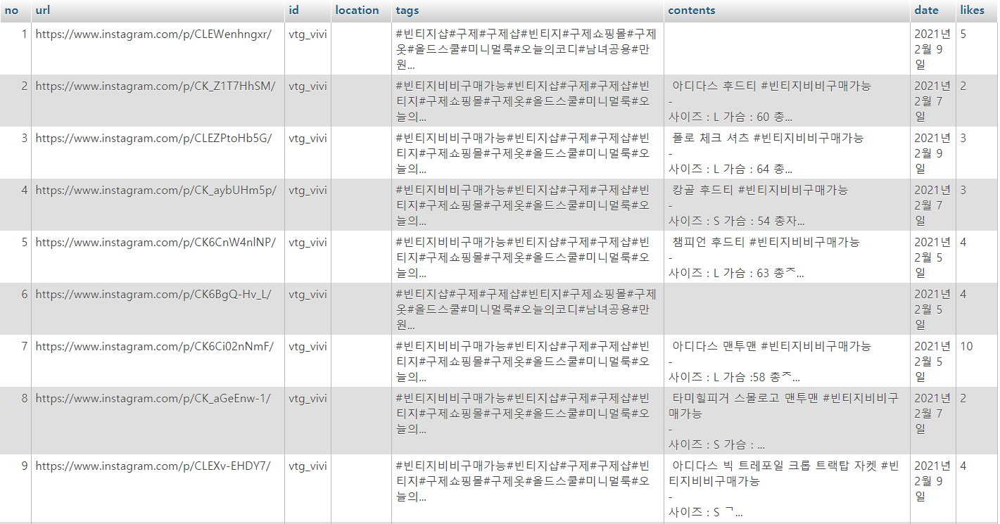 no url id location tags contents date likes
1 https://www.instagram.com/p/CLEWenhngxr/ vtg_vivi #빈티지샵#구제#구제샵#빈티지#구제쇼핑몰#구제 2021년 5
옷#올드스쿨#미니멀룩#오늘의코디#남녀공용#만 2월 9
원... 일
2 https://www.instagram.com/p/CK_Z1T7HhSM/ vtg_vivi #빈티지비비구매가능#빈티지샵#구제#구제샵#빈 아디다스 후드티 #빈티지비비구매가능 2021년 2
티지#구제쇼핑몰#구제옷#올드스쿨#미니멀룩#오 - 2월 7
늘의... 사이즈 : L 가슴 : 60 총... 일
3 https://www.instagram.com/p/CLEZPtoHb5G/ vtg_vivi #빈티지비비구매가능#빈티지샵#구제#구제샵#빈 폴로 체크 셔츠 #빈티지비비구매가능 2021년 3
티지#구제쇼핑몰#구제옷#올드스쿨#미니멀룩#오 - 2월 9
늘의... 사이즈 : L 가슴 : 64 총... 일
4 https://www.instagram.com/p/CK_aybUHm5p/ vtg_vivi #빈티지비비구매가능#빈티지샵#구제#구제샵#빈 캉골 후드티 #빈티지비비구매가능 2021년 3
티지#구제쇼핑몰#구제옷#올드스쿨#미니멀룩#오 - 2월 7
늘의... 사이즈 : S 가슴 : 54 총자... 일
5 https://www.instagram.com/p/CK6CnW4nlNP/ vtg_vivi #빈티지비비구매가능#빈티지샵#구제#구제샵#빈 챔피언 후드티 #빈티지비비구매가능 2021년 4
티지#구제쇼핑몰#구제옷#올드스쿨#미니멀룩#오 - 2월 5
늘의... 사이즈 : L 가슴 : 63 총ᄌ... 일
6 https://www.instagram.com/p/CK6BgQ-Hv_L/ vtg_vivi #빈티지샵#구제#구제샵#빈티지#구제쇼핑몰#구제 2021년 4
옷#올드스쿨#미니멀룩#오늘의코디#남녀공용#만 2월 5
원... 일
7 https://www.instagram.com/p/CK6Ci02nNmF/ vtg_vivi #빈티지비비구매가능#빈티지샵#구제#구제샵#빈 아디다스 맨투맨 #빈티지비비구매가능 2021년 10
티지#구제쇼핑몰#구제옷#올드스쿨#미니멀룩#오 - 2월 5
늘의... 사이즈 : L 가슴 :58 총ᄌ... 일
8 https://www.instagram.com/p/CK_aGeEnw-1/ vtg_vivi #빈티지비비구매가능#빈티지샵#구제#구제샵#빈 타미힐피거 스몰로고 맨투맨 #빈티지비비구 2021년 2
티지#구제쇼핑몰#구제옷#올드스쿨#미니멀룩#오 매가능 2월 7
늘의... - 일
사이즈 : S 가슴 : ...
9 https://www.instagram.com/p/CLEXv-EHDY7/ vtg_vivi #빈티지비비구매가능#빈티지샵#구제#구제샵#빈 아디다스 빅 트레포일 크롭 트랙탑 자켓 #빈 2021년 4
티지#구제쇼핑몰#구제옷#올드스쿨#미니멀룩#오 티지비비구매가능 2월 9
늘의... - 일
사이즈 : S ᄀ...